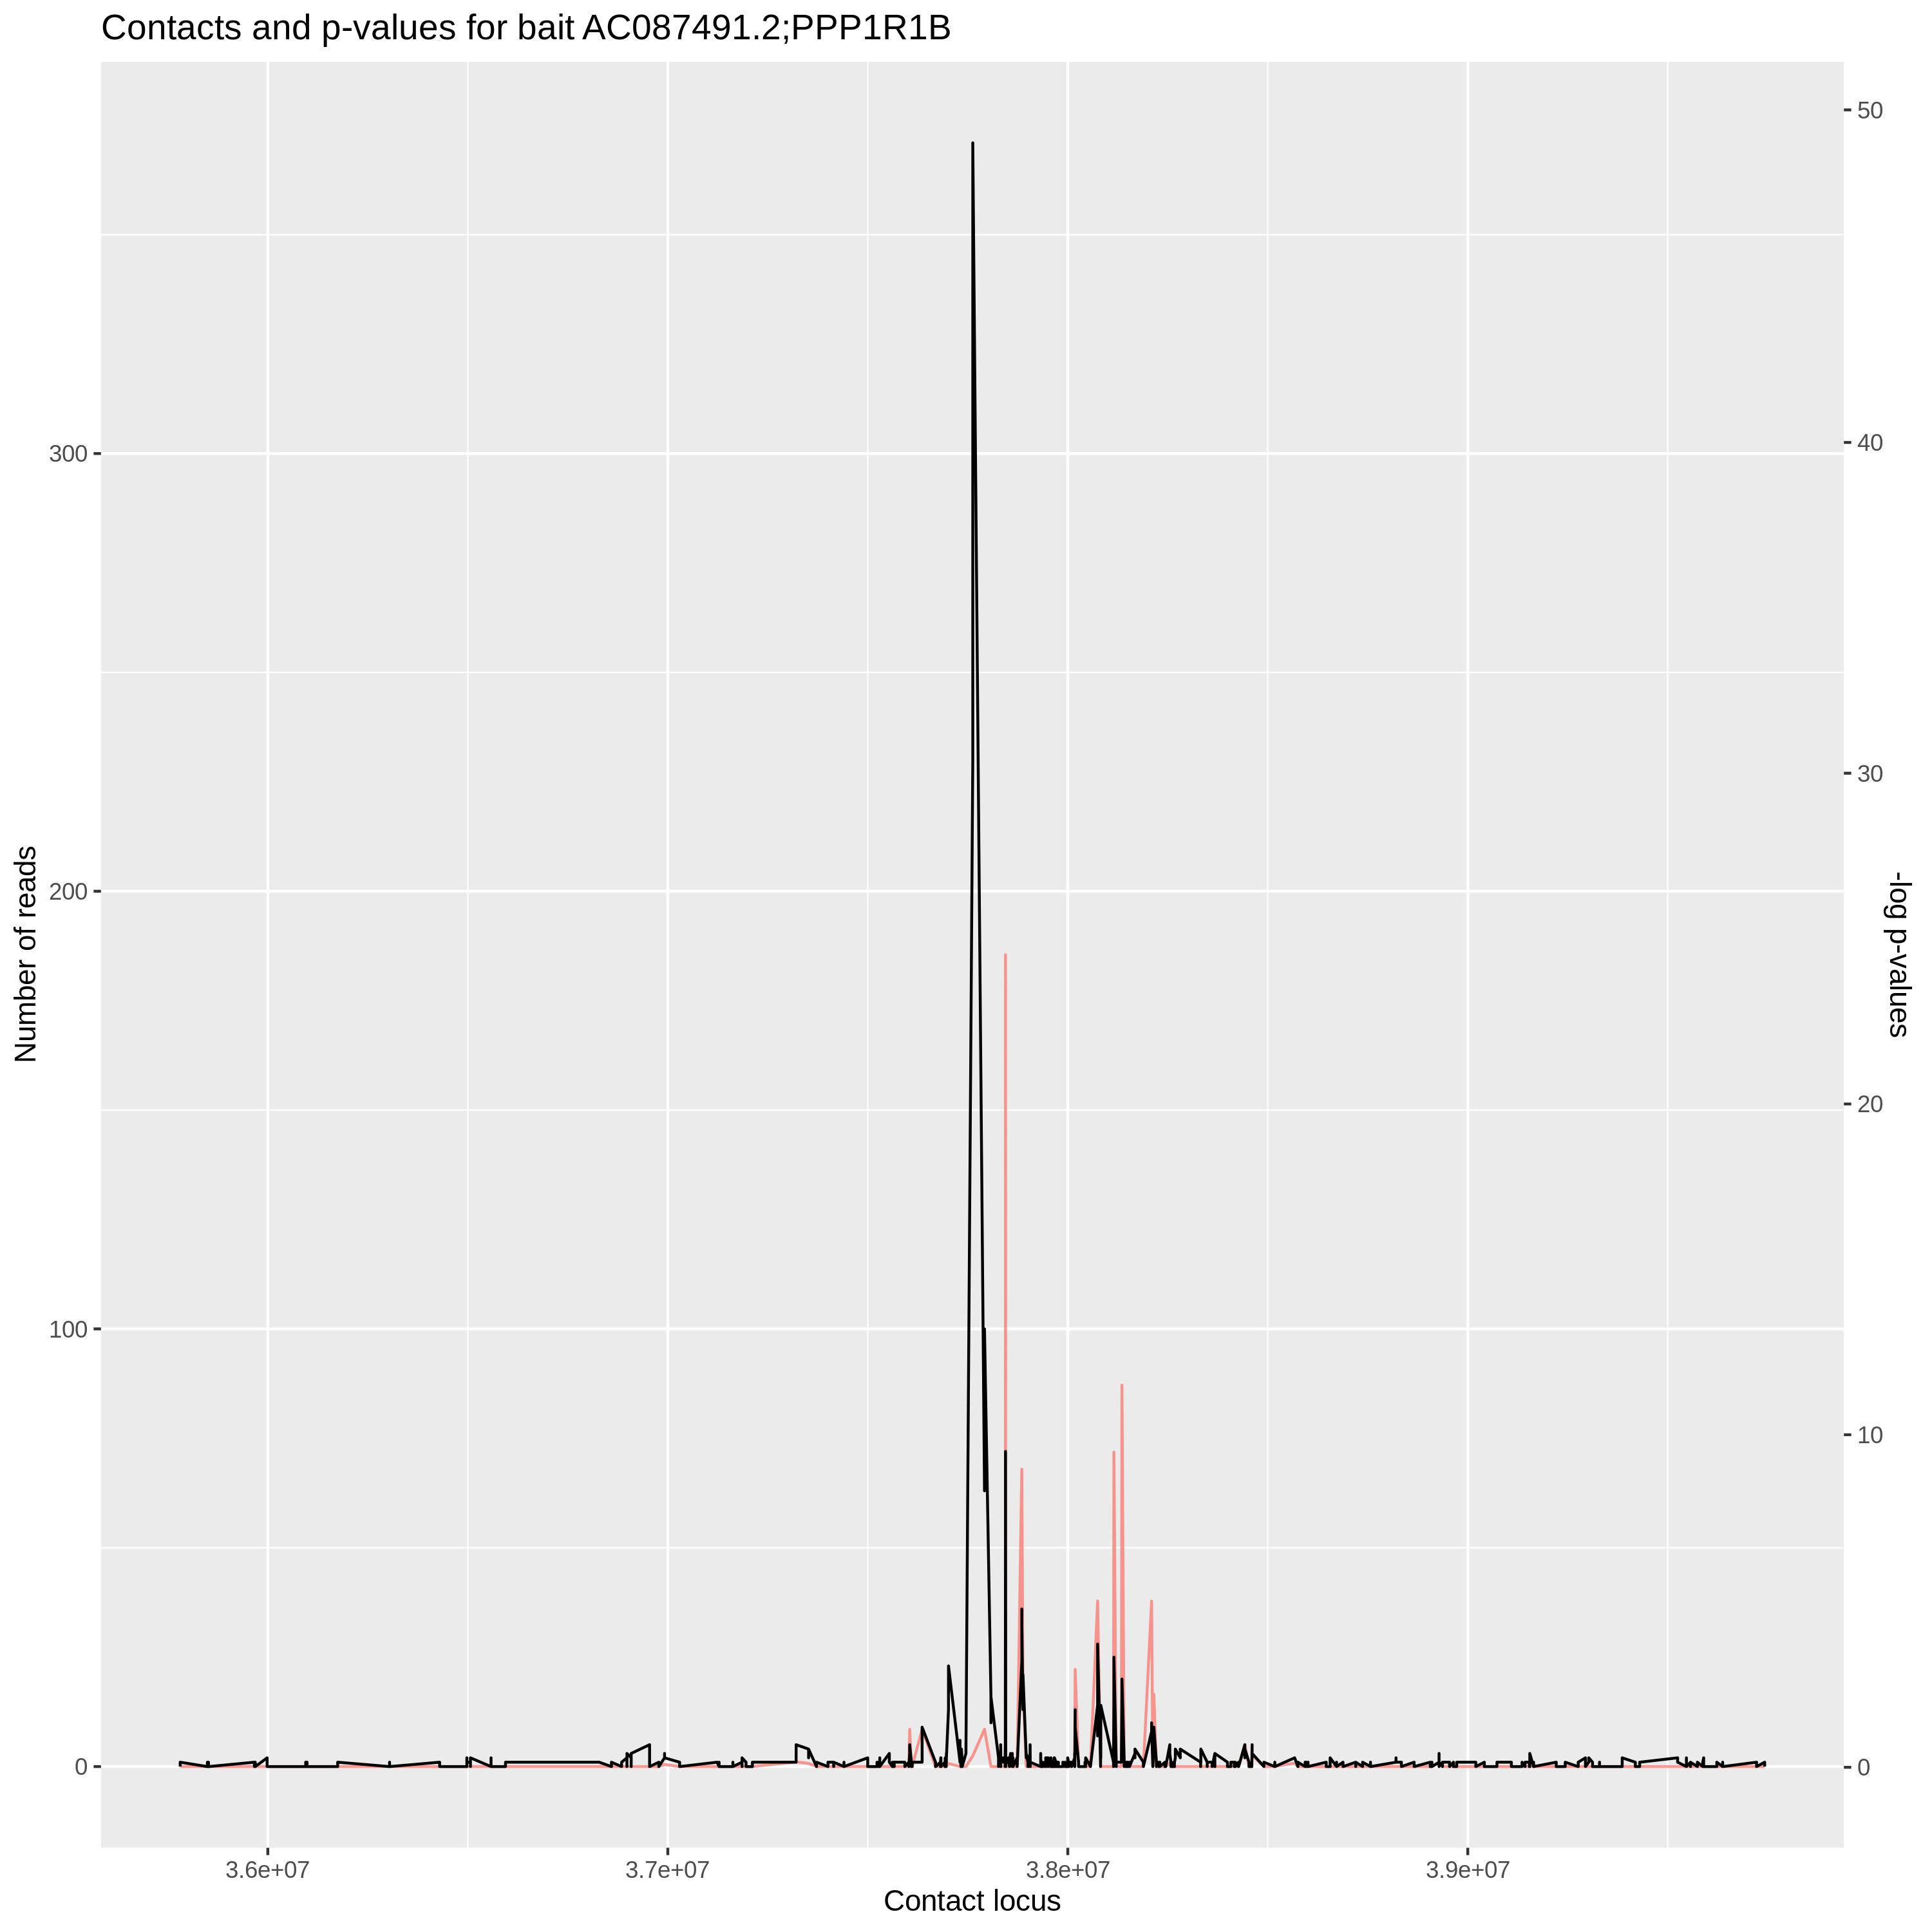 Contacts and p-values for bait AC087491.2;PPP1R1B
Number of reads
300
200
100
0
50
40
30
20
10
0
-log p-values
3.6e+07 3.7e+07 3.8e+07 3.9e+07
Contact locus